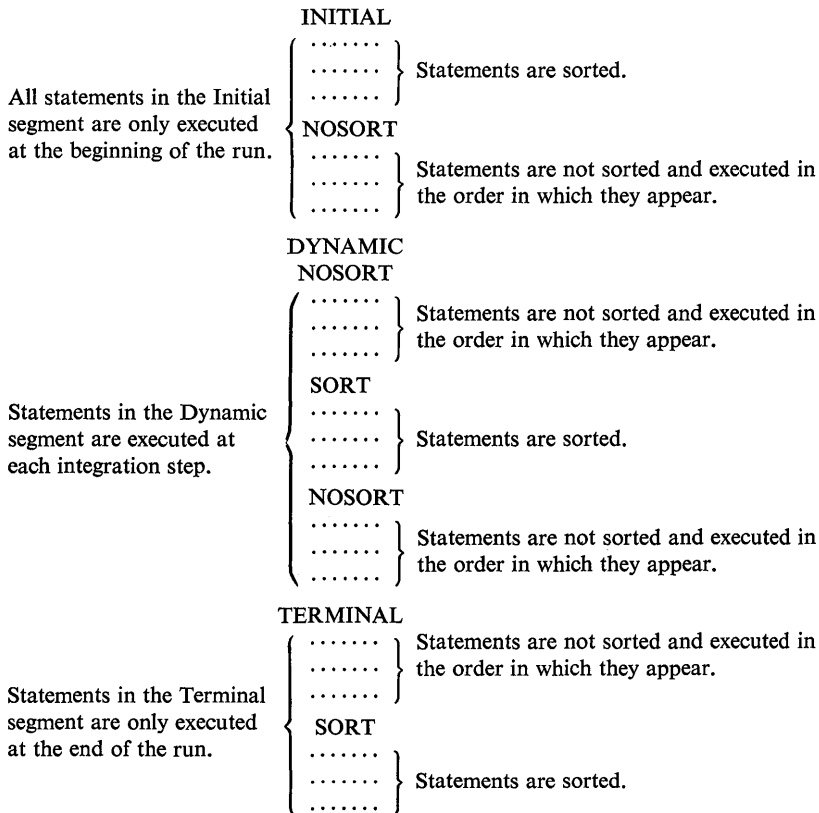 INITIAL
.......
.......
.......
Statements are sorted.
All statements in the Initial
segment are only executed
at the beginning of the run.
NOSORT
.......
.......
.......
Statements are not sorted and executed in
the order in which they appear.
DYNAMIC
NOSORT
.......
.......
.......
Statements are not sorted and executed in
the order in which they appear.
SORT
.......
.......
.......
Statements are sorted.
Statements in the Dynamic
segment are executed at
each integration step.
NOSORT
.......
.......
.......
Statements are not sorted and executed in
the order in which they appear.
TERMINAL
.......
.......
.......
Statements are not sorted and executed in
the order in which they appear.
Statements in the Terminal
segment are only executed
at the end of the run.
SORT
.......
.......
.......
Statements are sorted.